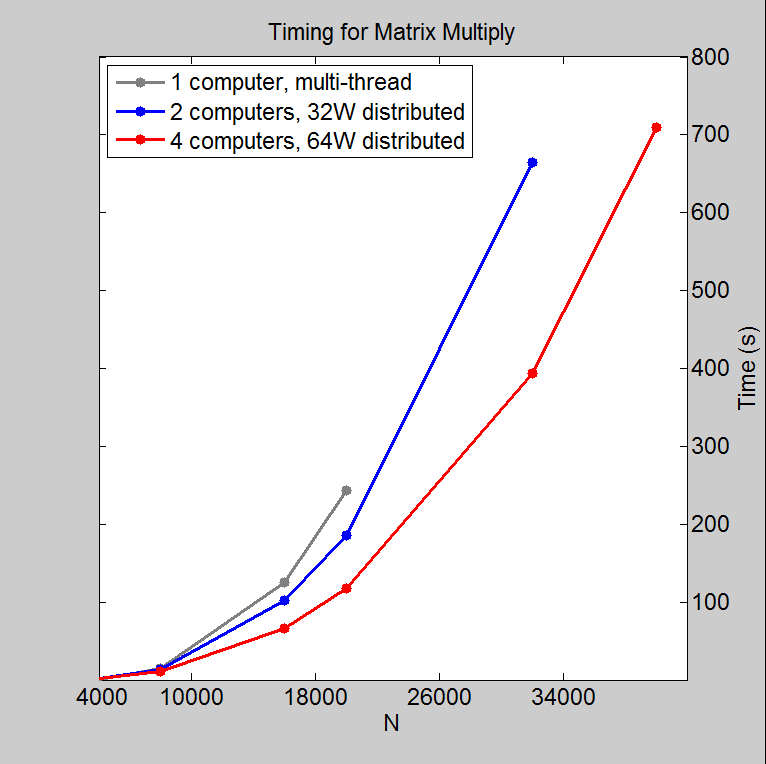 Timing for Matrix Multiply
1 computer, multi-thread
2 computers, 32W distributed
4 computers, 64W distributed
800
700
600
500
400
300
200
100
Time (s)
4000 10000 18000 26000 34000
N